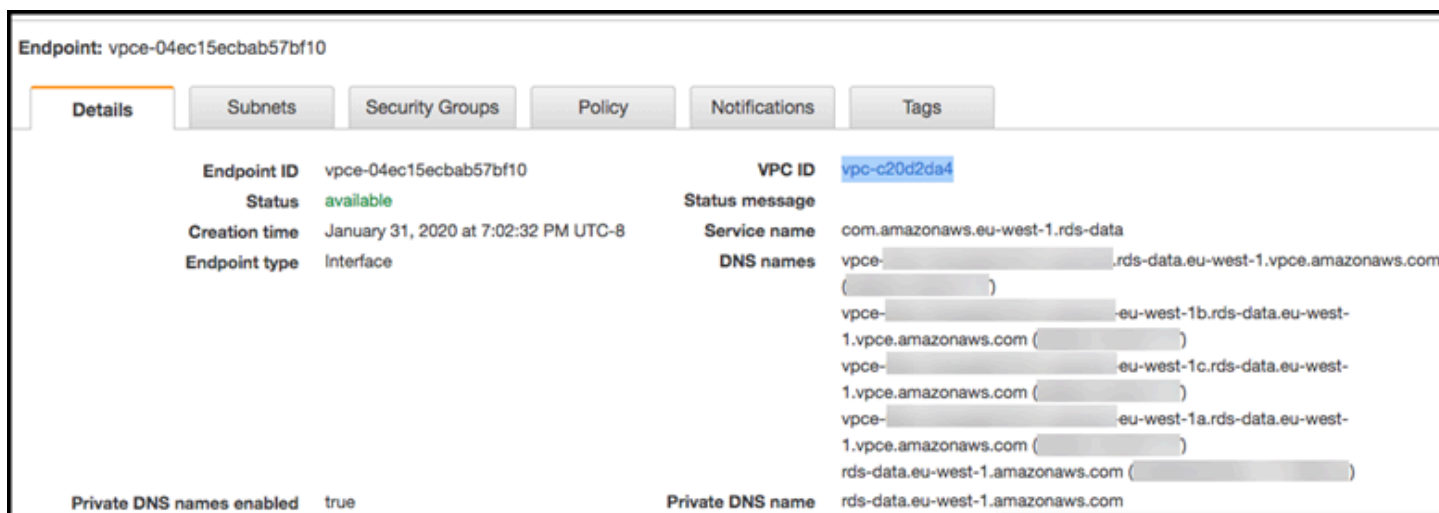 Endpoint: vpce-04ec15ecbab57bf10
Details Subnets Security Groups Policy Notifications Tags
Endpoint ID vpce-04ec15ecbab57bf10 VPC ID vpc-c20d2da4
Status available Status message
Creation time January 31, 2020 at 7:02:32 PM UTC-8 Service name com.amazonaws.eu-west-1.rds-data
Endpoint type Interface DNS names vpce- .rds-data.eu-west-1.vpce.amazonaws.com
( )
vpce- -eu-west-1b.rds-data.eu-west-
1.vpce.amazonaws.com ( )
vpce- -eu-west-1c.rds-data.eu-west-
1.vpce.amazonaws.com ( )
vpce- -eu-west-1a.rds-data.eu-west-
1.vpce.amazonaws.com ( )
rds-data.eu-west-1.amazonaws.com ( )
Private DNS names enabled true Private DNS name rds-data.eu-west-1.amazonaws.com